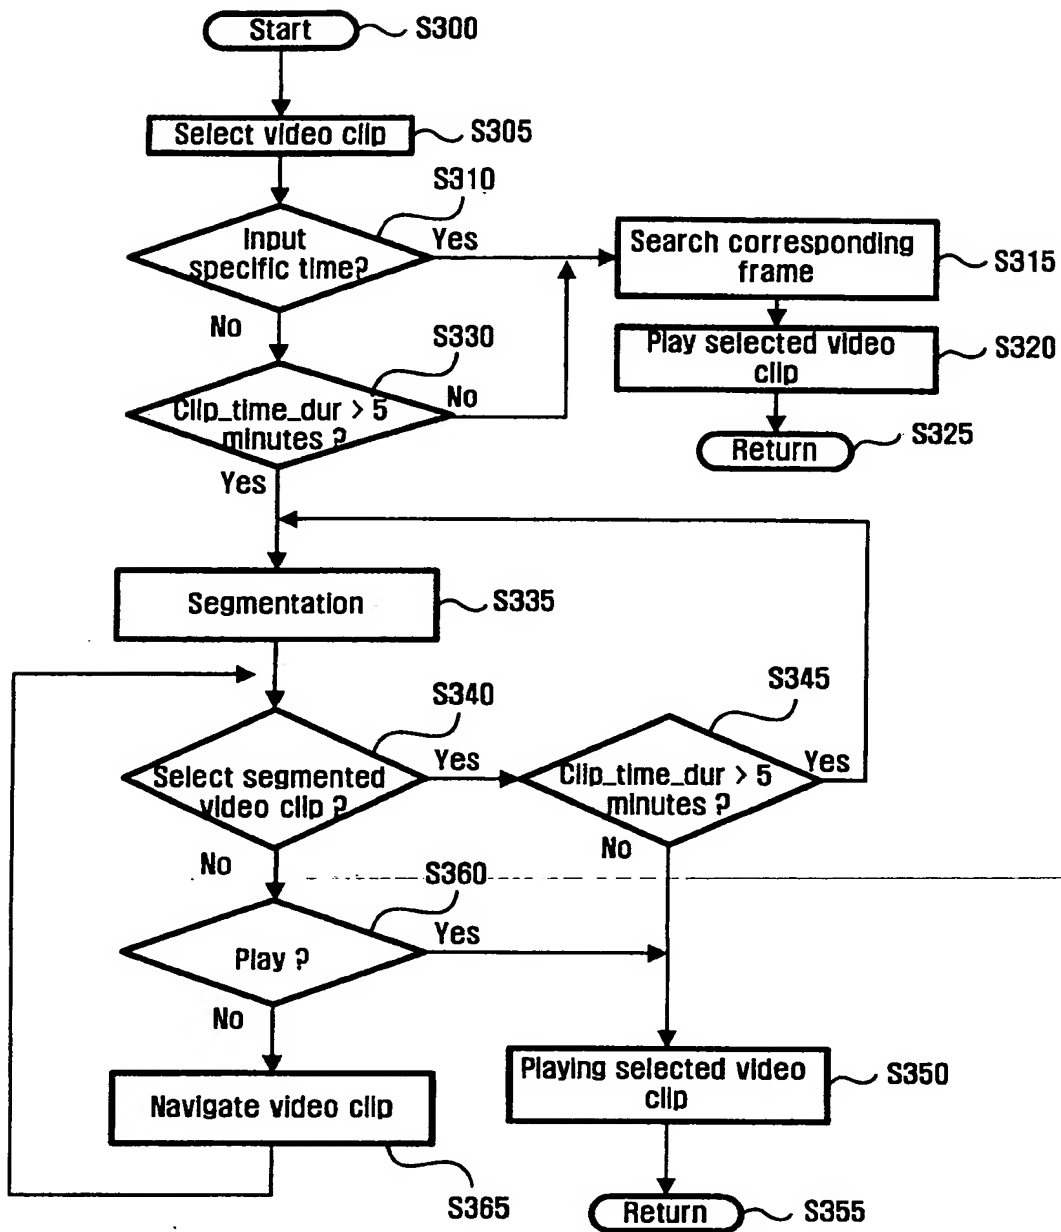 Start
S300
Select video clip
S305
S310
Input
specific time?
Yes
No
Search corresponding
frame
S315
S330
Clip_time_dur > 5
minutes ?
No
Yes
Play selected video
clip
S320
Return
S325
Segmentation
S335
S340
Select segmented
video clip ?
Yes
No
S345
Clip_time_dur > 5
minutes ?
Yes
No
S360
Play ?
Yes
No
Navigate video clip
S365
Playing selected video
clip
S350
Return
S355